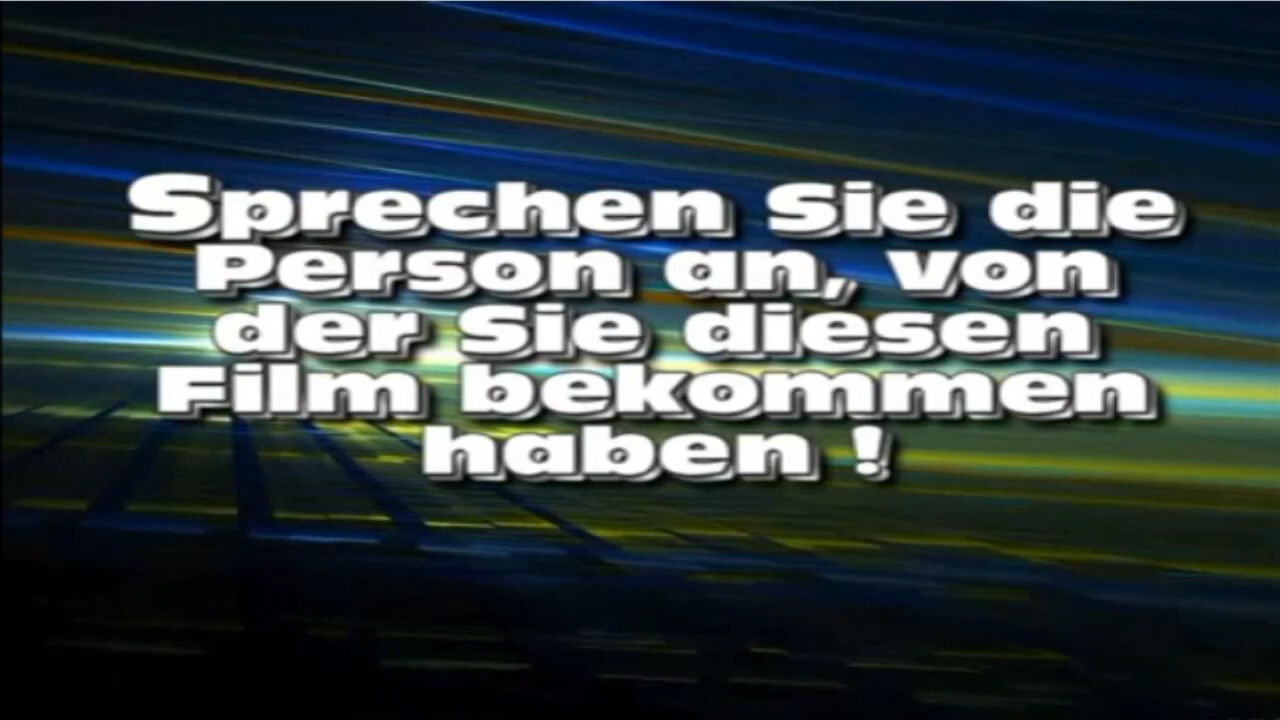 Sprechen Sie die
Person an, von
der Sie diesen
Film bekommen
haben !